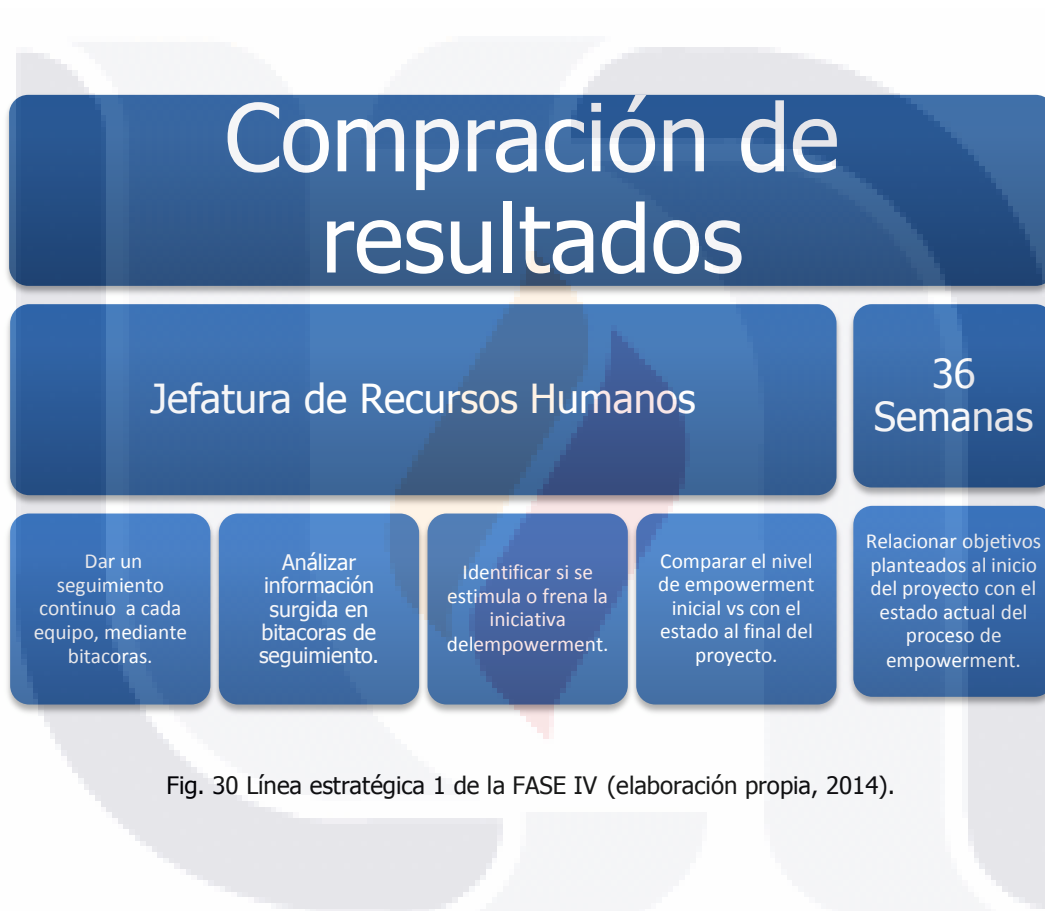 Compración de
resultados
Jefatura de Recursos Humanos
36
Semanas
Dar un
seguimiento
continuo a cada
equipo, mediante
bitacoras.
Análizar
información
surgida en
bitacoras de
seguimiento.
Identificar si se
estimula o frena la
iniciativa
delempowerment.
Comparar el nivel
de empowerment
inicial vs con el
estado al final del
proyecto.
Relacionar objetivos
planteados al inicio
del proyecto con el
estado actual del
proceso de
empowerment.
Fig. 30 Línea estratégica 1 de la FASE IV (elaboración propia, 2014).